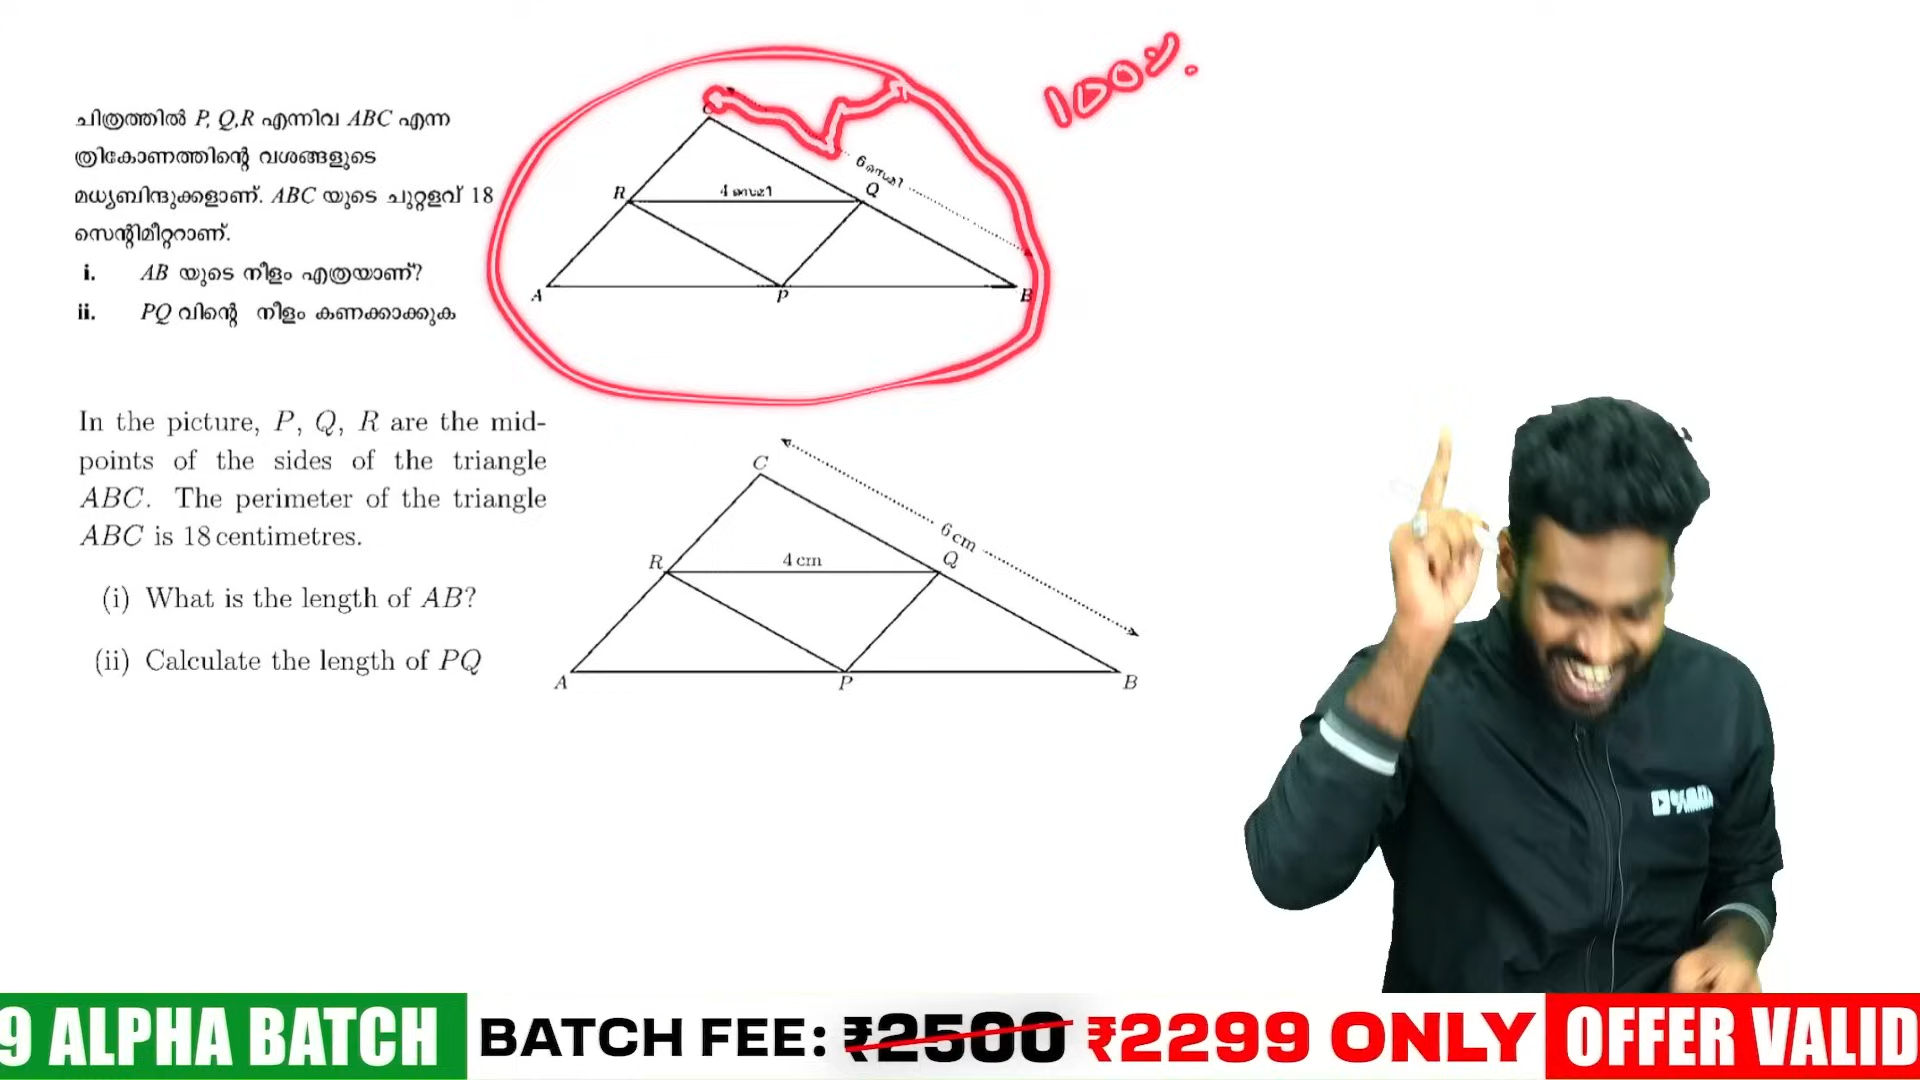 ചിത്രത്തിൽ P, Q,R എന്നിവ ABC എന്ന
ത്രികോണത്തിന്റെ വശങ്ങളുടെ
മധ്യബിന്ദുക്കളാണ്. ABC യുടെ ചുറ്റളവ് 18
സെന്റിമീറ്ററാണ്.
i. AB യുടെ നീളം എത്രയാണ്?
ii. PQ വിന്റെ നീളം കണക്കാക്കുക
C
6 സെമി
R
4 സെമി
Q
A
P
B
100%.
In the picture, P, Q, R are the mid-
points of the sides of the triangle
ABC. The perimeter of the triangle
ABC is 18 centimetres.
(i) What is the length of AB?
(ii) Calculate the length of PQ
C
6 cm
R
4 cm
Q
A
P
B
9 ALPHA BATCH BATCH FEE: ₹2500 ₹2299 ONLY OFFER VALID